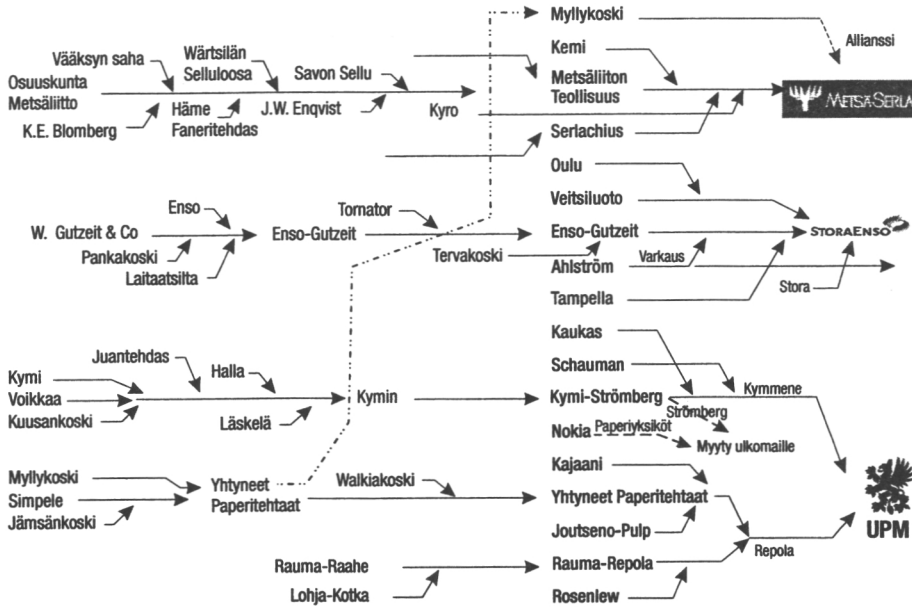 Myllykoski
Allianssi
Kemi
Vääksyn saha
Wärtsilän
Selluloosa
Savon Sellu
Osuuskunta
Metsäliitto
Metsäliiton
Teollisuus
METSÄ-SERLA
K.E. Blomberg
Häme
Faneritehdas
J.W. Enqvist
Kyro
Serlachius
Oulu
Veitsiluoto
Enso
Tornator
W. Gutzeit & Co
Enso-Gutzeit
Enso-Gutzeit
STORAENSO
Pankakoski
Laitaatsilta
Tervakoski
Ahlström
Varkaus
Stora
Tampella
Kaukas
Juantehdas
Halla
Schauman
Kymi
Voikkaa
Kuusankoski
Läskelä
Kymin
Kymi-Strömberg
Kymmene
Strömberg
Nokia
Paperiyksiköt
Myyty ulkomaille
Myllykoski
Simpele
Jämsänkoski
Yhtyneet
Paperitehtaat
Walkiakoski
Kajaani
Yhtyneet Paperitehtaat
Joutseno-Pulp
UPM
Repola
Rauma-Raahe
Rauma-Repola
Lohja-Kotka
Rosenlew